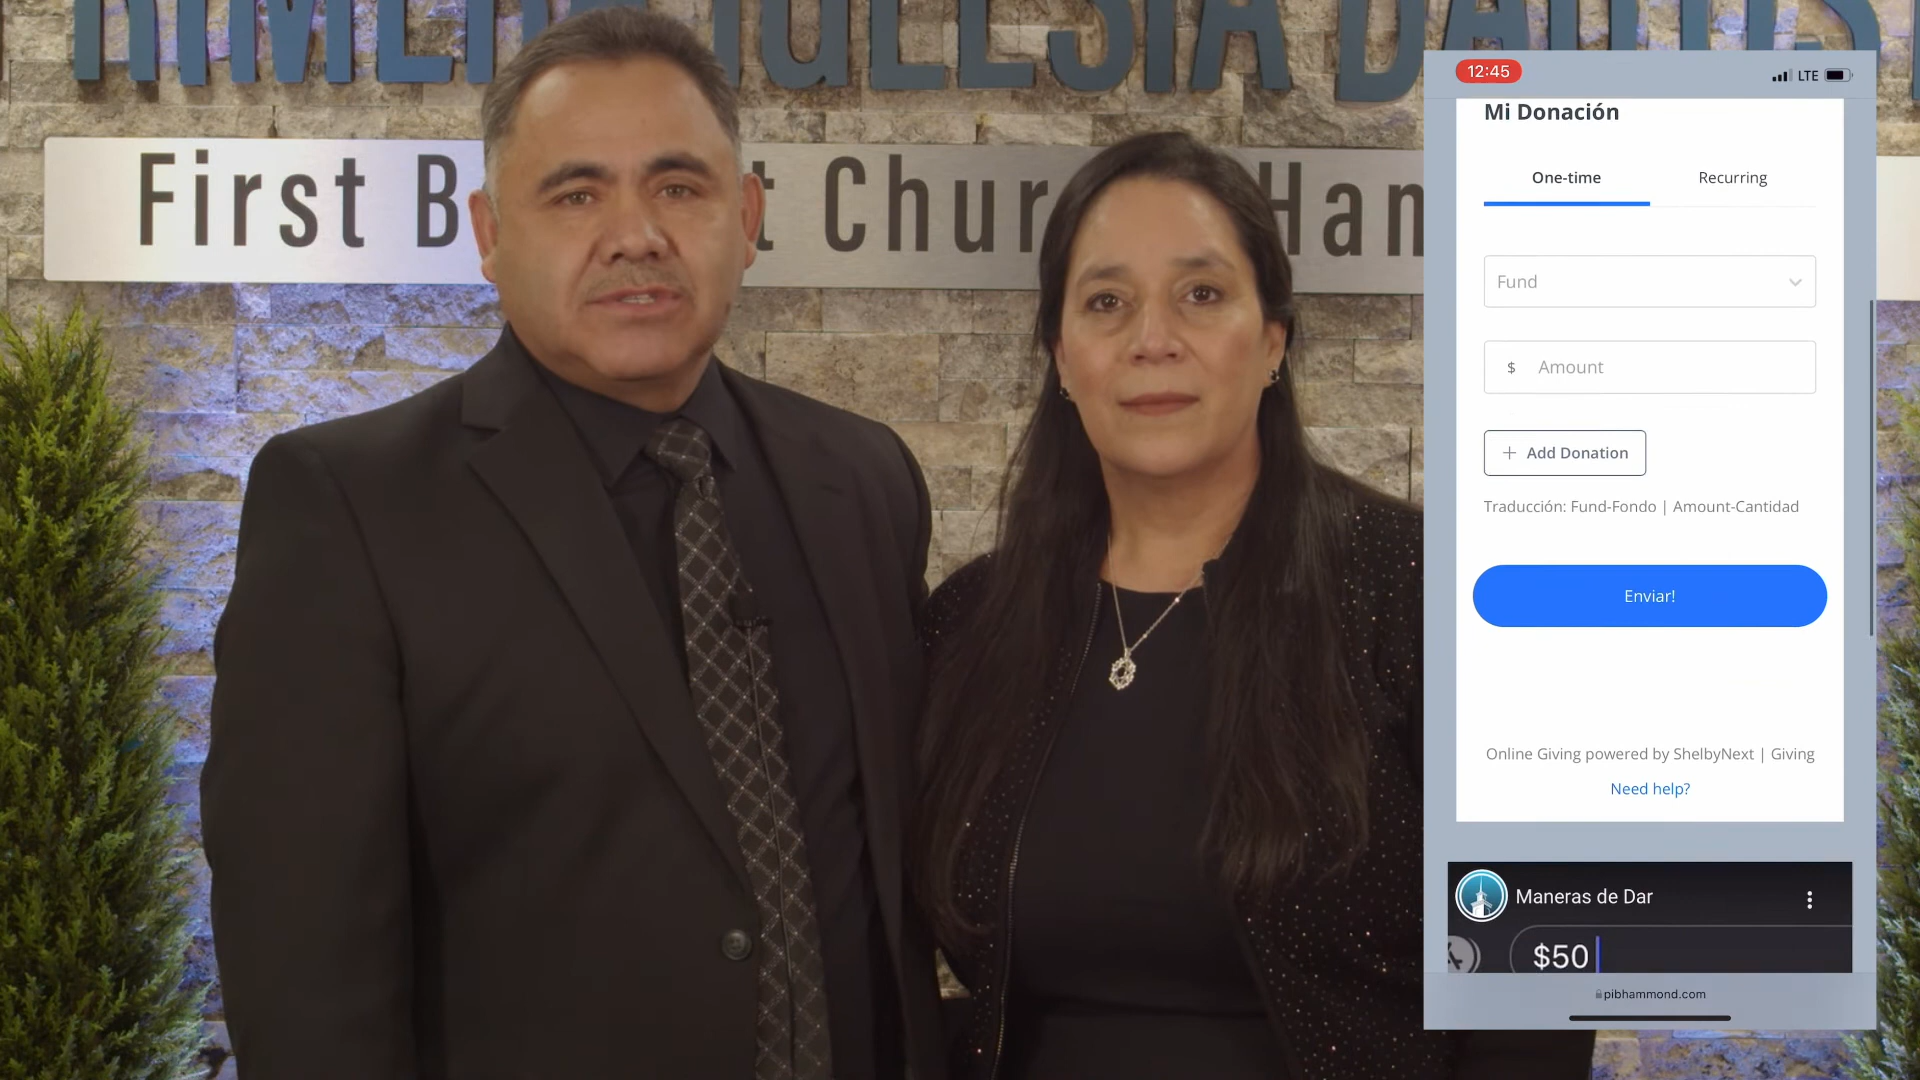 First B t Chur Ham
12:45
LTE
Mi Donación
One-time Recurring
Fund
$ Amount
+ Add Donation
Traducción: Fund-Fondo | Amount-Cantidad
Enviar!
Online Giving powered by ShelbyNext | Giving
Need help?
Maneras de Dar
$50
pibhammond.com